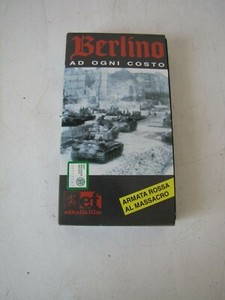 Berlino
AD OGNI COSTO
ARMATA ROSSA
AL MASSACRO